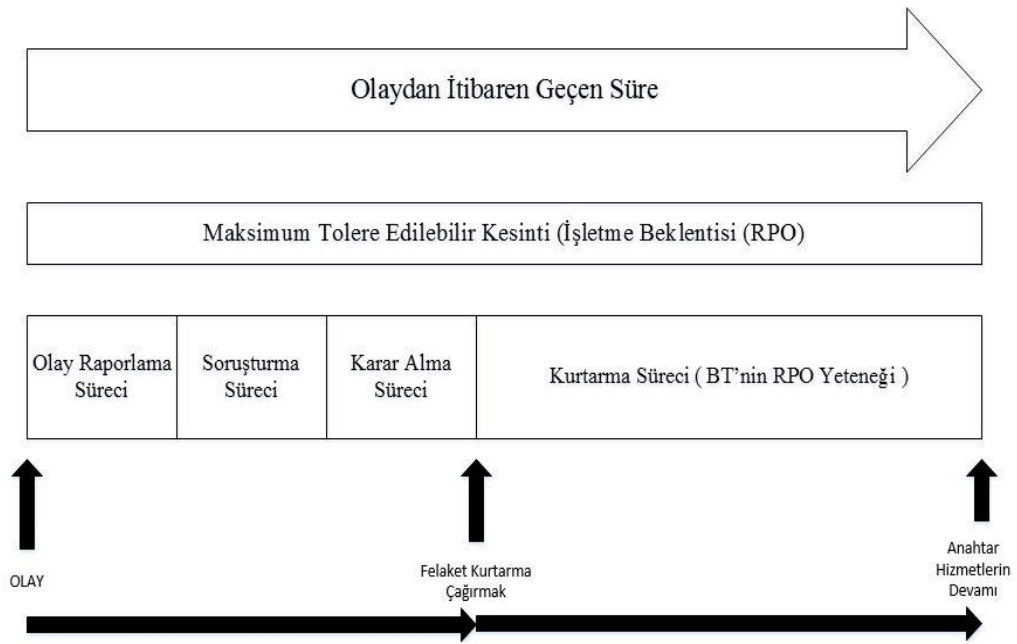 Olaydan İtibaren Geçen Süre
Maksimum Tolere Edilebilir Kesinti (İşletme Beklentisi (RPO)
Olay Raporlama
Süreci
Soruşturma
Süreci
Karar Alma
Süreci
Kurtarma Süreci ( BT’nin RPO Yeteneği )
OLAY
Felaket Kurtarma
Çağırmak
Anahtar
Hizmetlerin
Devamı